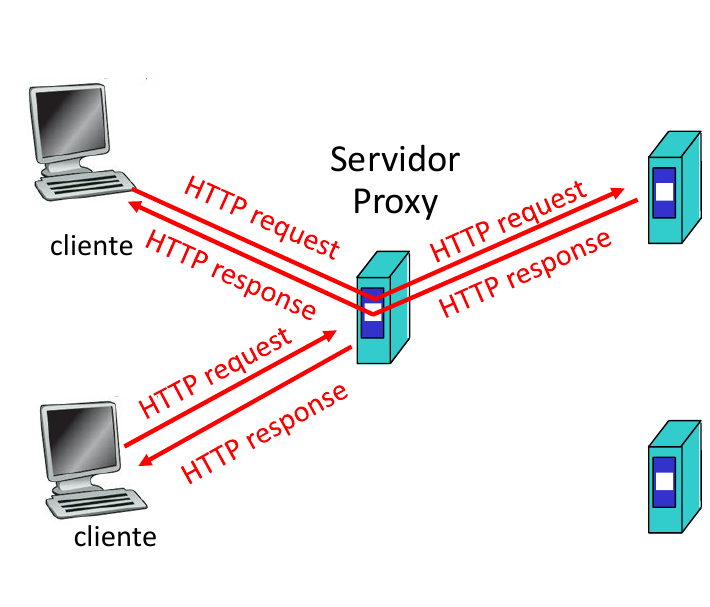 Servidor
Proxy
HTTP request
HTTP response
cliente
HTTP request
HTTP response
HTTP request
HTTP response
cliente